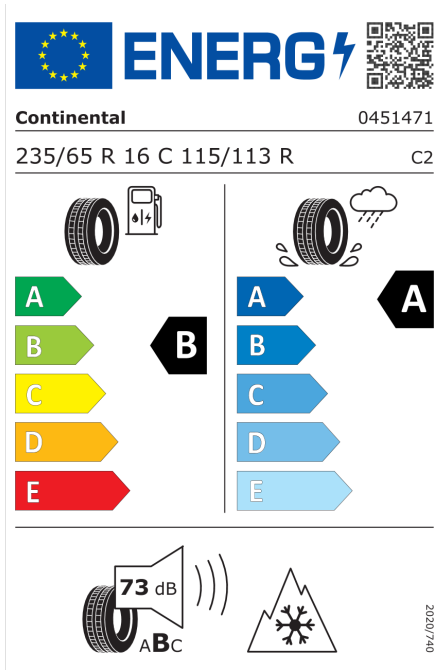 ENERG
Continental 0451471
235/65 R 16 C 115/113 R C2
A A A
B B B
C C
D D
E E
73 dB
ABC
2020/740